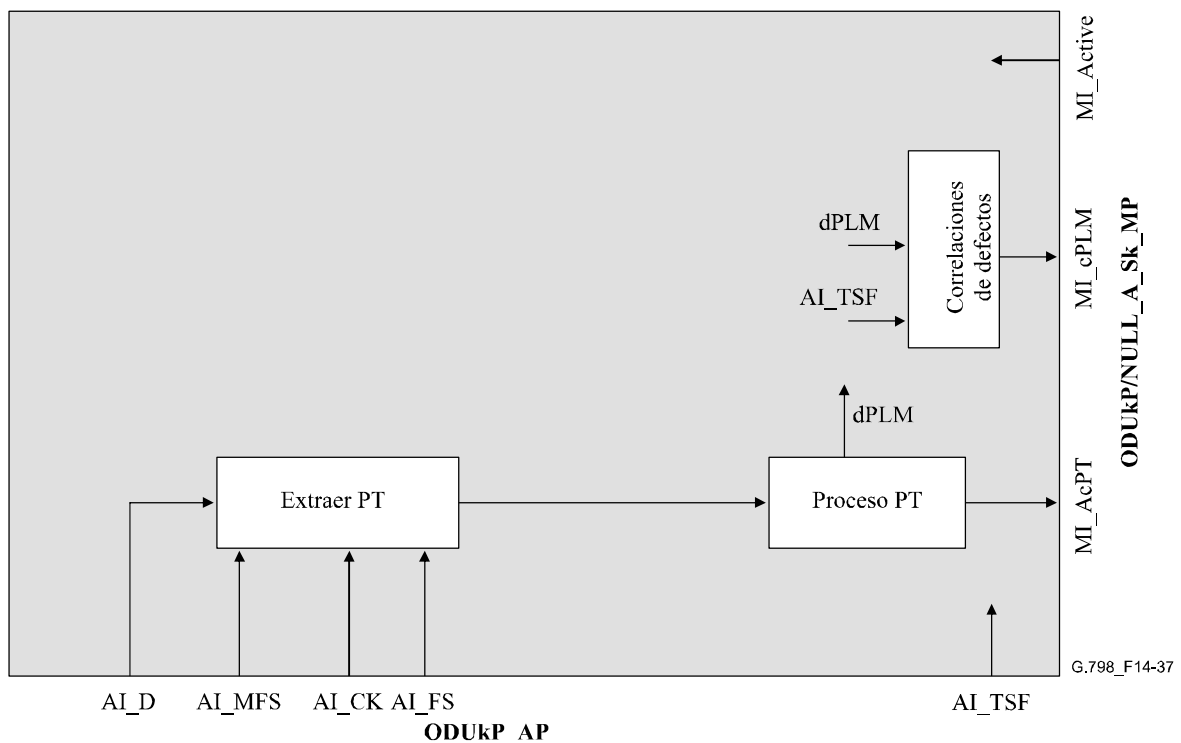 MI_Active
Correlaciones
de defectos
dPLM
AI_TSF
MI_cPLM
ODUkP/NULL_A_Sk_MP
dPLM
Extraer PT
Proceso PT
MI_AcPT
G.798_F14-37
AI_D
AI_MFS
AI_CK
AI_FS
AI_TSF
ODUkP_AP